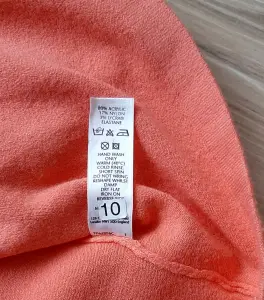 80% ACRYLIC
17% NYLON
3% LYCRA®
ELASTANE
HAND WASH
ONLY
WARM (40°C)
COLD RINSE
SHORT SPIN
DO NOT WRING
RESHAPE WHILST
DAMP
DRY FLAT
IRON ON
REVERSE
10